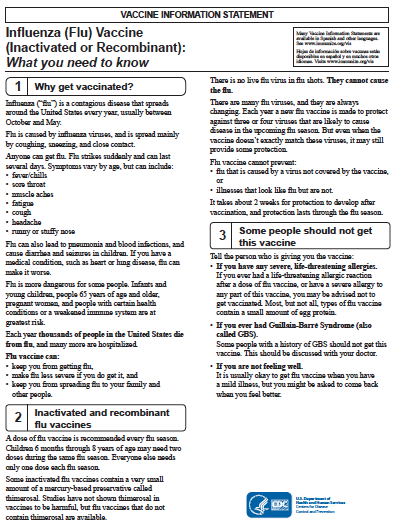 VACCINE INFORMATION STATEMENT
Influenza (Flu) Vaccine
(Inactivated or Recombinant):
What you need to know
Many Vaccine Information Statements are
available in Spanish and other languages.
See www.immunize.org/vis
Hojas de información sobre vacunas están
disponibles en español y en muchos otros
idiomas. Visite www.immunize.org/vis
1 Why get vaccinated?
Influenza (“flu”) is a contagious disease that spreads
around the United States every year, usually between
October and May.
Flu is caused by influenza viruses, and is spread mainly
by coughing, sneezing, and close contact.
Anyone can get flu. Flu strikes suddenly and can last
several days. Symptoms vary by age, but can include:
• fever/chills
• sore throat
• muscle aches
• fatigue
• cough
• headache
• runny or stuffy nose
Flu can also lead to pneumonia and blood infections, and
cause diarrhea and seizures in children. If you have a
medical condition, such as heart or lung disease, flu can
make it worse.
Flu is more dangerous for some people. Infants and
young children, people 65 years of age and older,
pregnant women, and people with certain health
conditions or a weakened immune system are at
greatest risk.
Each year thousands of people in the United States die
from flu, and many more are hospitalized.
Flu vaccine can:
• keep you from getting flu,
• make flu less severe if you do get it, and
• keep you from spreading flu to your family and
other people.
2 Inactivated and recombinant
flu vaccines
A dose of flu vaccine is recommended every flu season.
Children 6 months through 8 years of age may need two
doses during the same flu season. Everyone else needs
only one dose each flu season.
Some inactivated flu vaccines contain a very small
amount of a mercury-based preservative called
thimerosal. Studies have not shown thimerosal in
vaccines to be harmful, but flu vaccines that do not
contain thimerosal are available.
There is no live flu virus in flu shots. They cannot cause
the flu.
There are many flu viruses, and they are always
changing. Each year a new flu vaccine is made to protect
against three or four viruses that are likely to cause
disease in the upcoming flu season. But even when the
vaccine doesn’t exactly match these viruses, it may still
provide some protection.
Flu vaccine cannot prevent:
• flu that is caused by a virus not covered by the vaccine,
or
• illnesses that look like flu but are not.
It takes about 2 weeks for protection to develop after
vaccination, and protection lasts through the flu season.
3 Some people should not get
this vaccine
Tell the person who is giving you the vaccine:
• If you have any severe, life-threatening allergies.
If you ever had a life-threatening allergic reaction
after a dose of flu vaccine, or have a severe allergy to
any part of this vaccine, you may be advised not to
get vaccinated. Most, but not all, types of flu vaccine
contain a small amount of egg protein.
• If you ever had Guillain-Barré Syndrome (also
called GBS).
Some people with a history of GBS should not get this
vaccine. This should be discussed with your doctor.
• If you are not feeling well.
It is usually okay to get flu vaccine when you have
a mild illness, but you might be asked to come back
when you feel better.
CDC
U.S. Department of
Health and Human Services
Centers for Disease
Control and Prevention